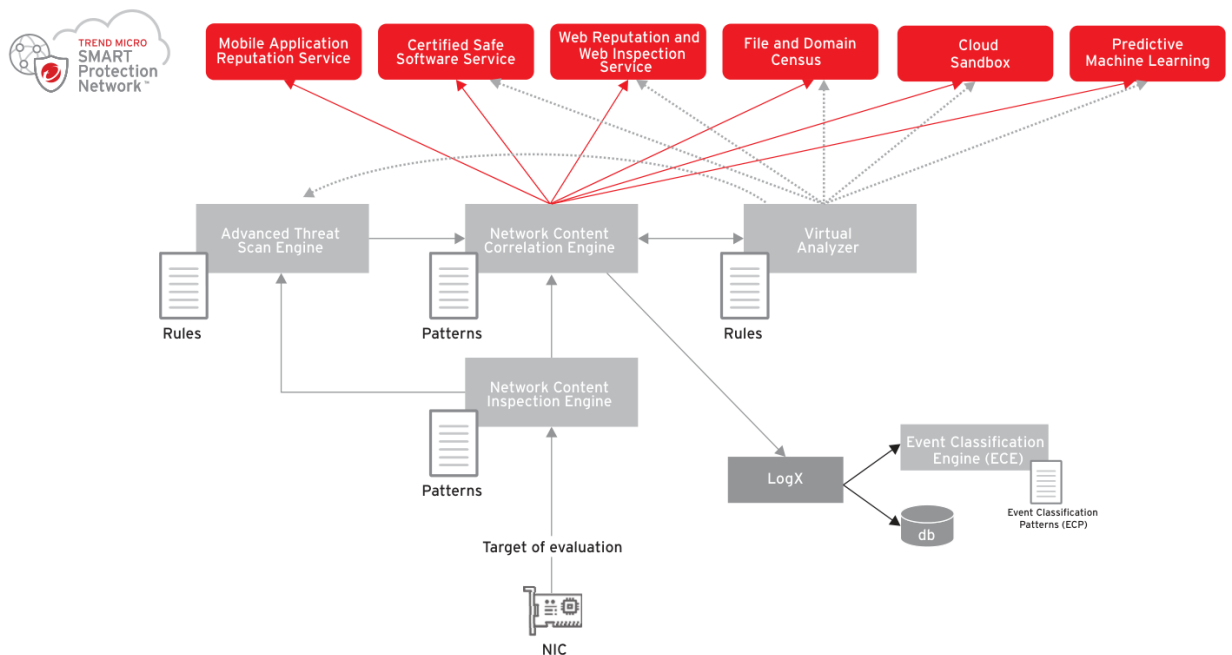 TREND MICRO
SMART
Protection
Network™
Mobile Application
Reputation Service
Certified Safe
Software Service
Web Reputation and
Web Inspection
Service
File and Domain
Census
Cloud
Sandbox
Predictive
Machine Learning
Advanced Threat
Scan Engine
Rules
Network Content
Correlation Engine
Patterns
Virtual
Analyzer
Rules
Network Content
Inspection Engine
Patterns
LogX
Event Classification
Engine (ECE)
Event Classification
Patterns (ECP)
db
Target of evaluation
NIC